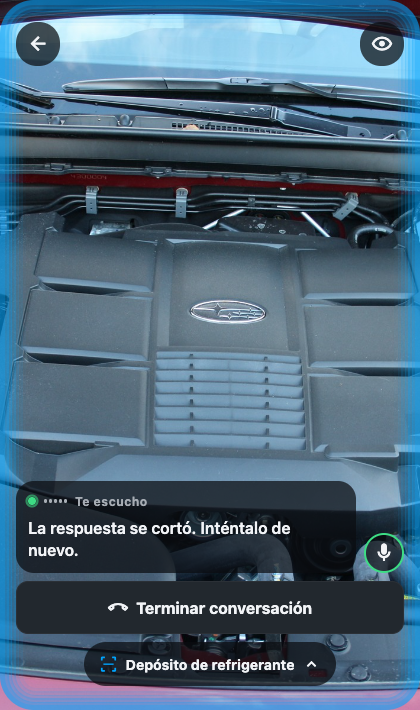 Te escucho
La respuesta se cortó. Inténtalo de
nuevo.
Terminar conversación
Depósito de refrigerante